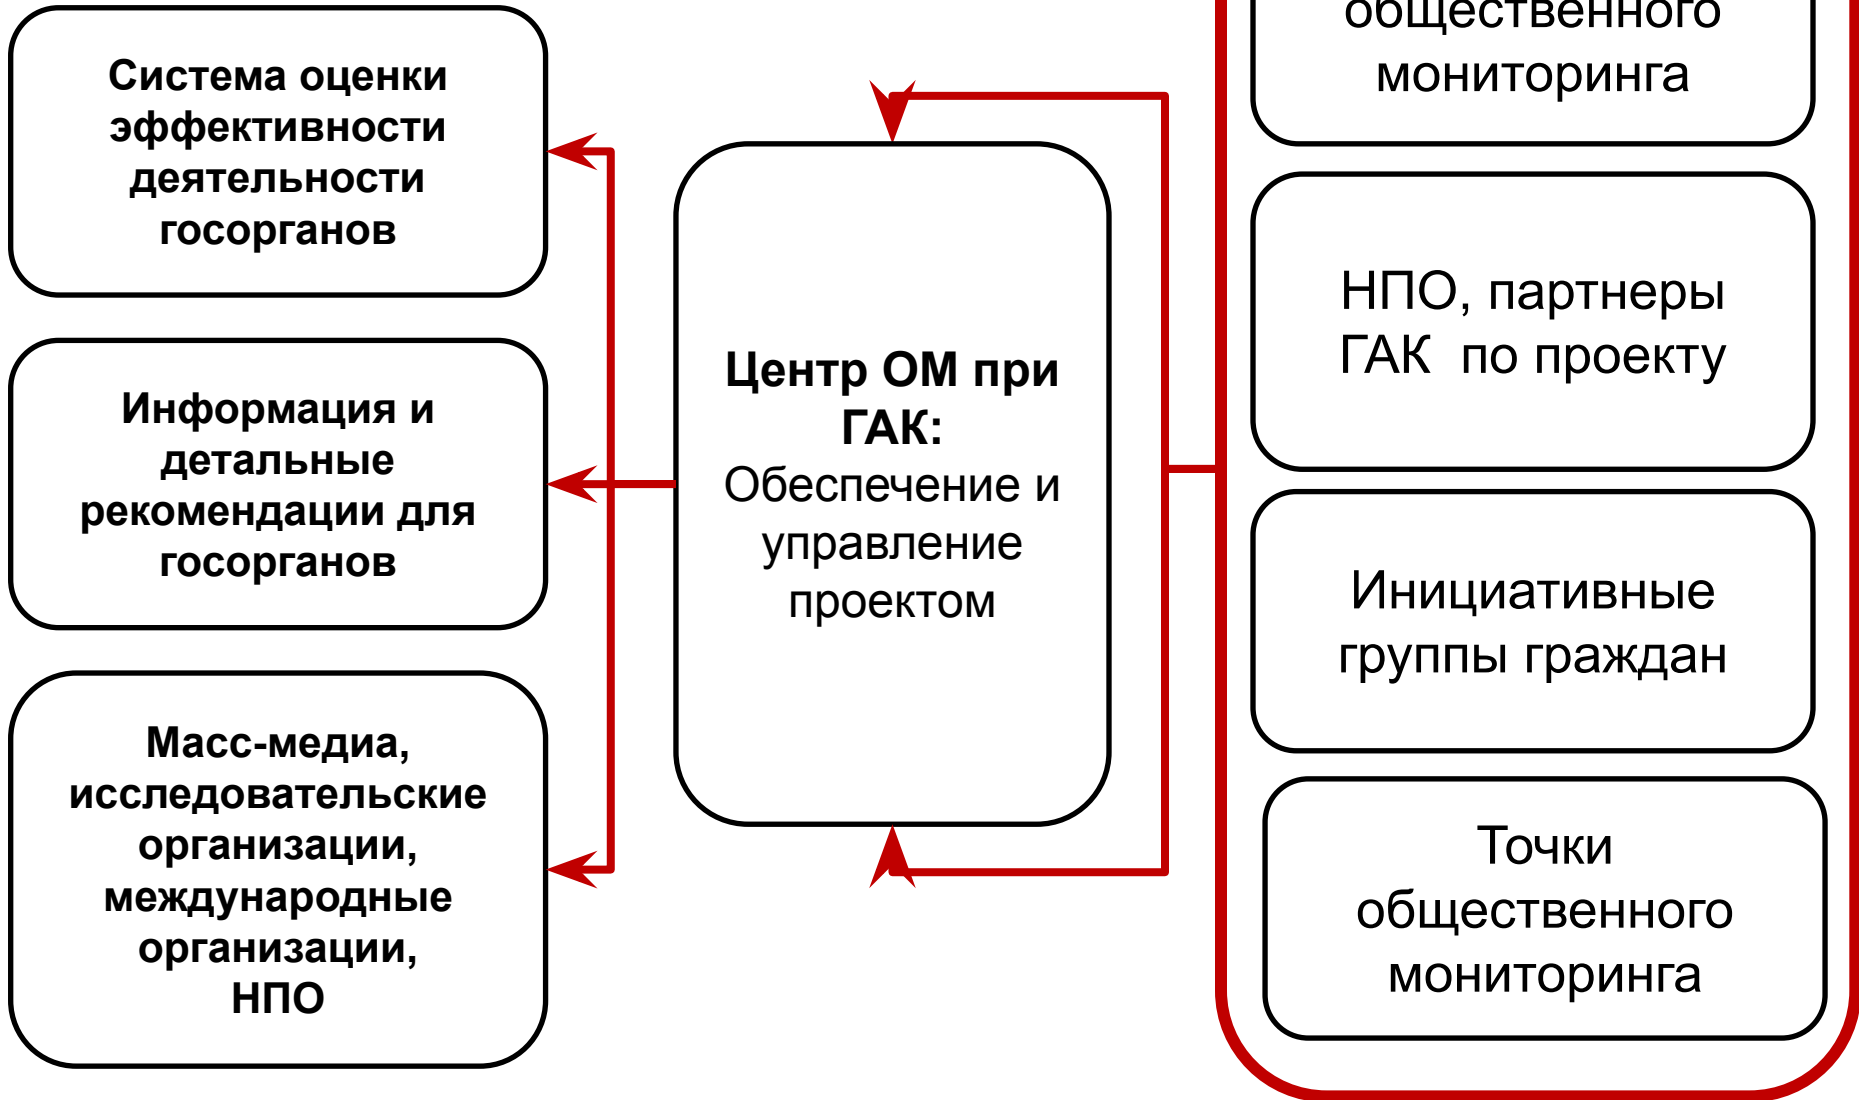 Система оценки
эффективности
деятельности
госорганов
Информация и
детальные
рекомендации для
госорганов
Масс-медиа,
исследовательские
организации,
международные
организации,
НПО
Центр ОМ при
ГАК:
Обеспечение и
управление
проектом
общественного
мониторинга
НПО, партнеры
ГАК по проекту
Инициативные
группы граждан
Точки
общественного
мониторинга